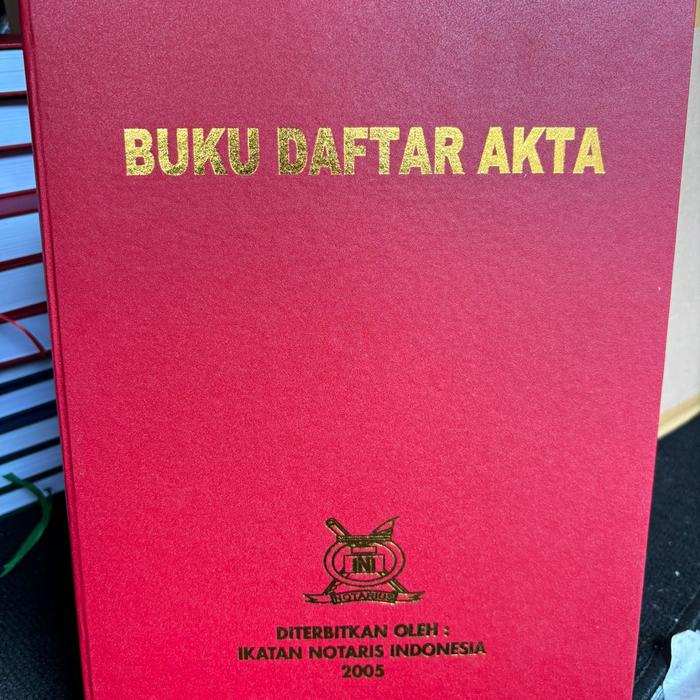 BUKU DAFTAR AKTA
INI
NOTARIUS
DITERBITKAN OLEH :
IKATAN NOTARIS INDONESIA
2005